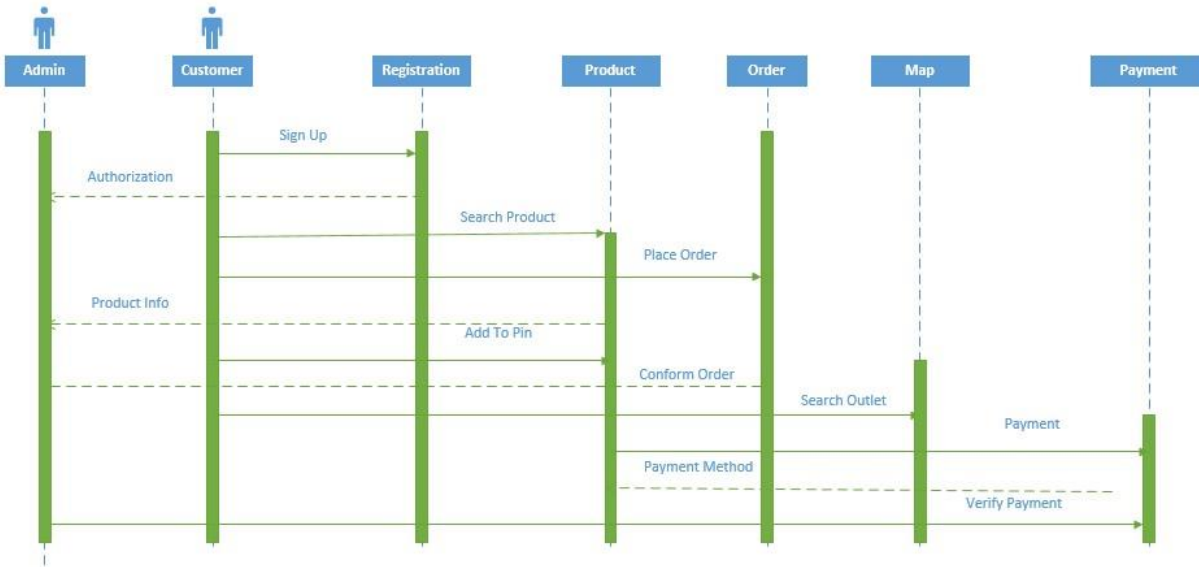 Admin
Customer
Registration
Product
Order
Map
Payment
Sign Up
Authorization
Search Product
Place Order
Product Info
Add To Pin
Conform Order
Search Outlet
Payment
Payment Method
Verify Payment